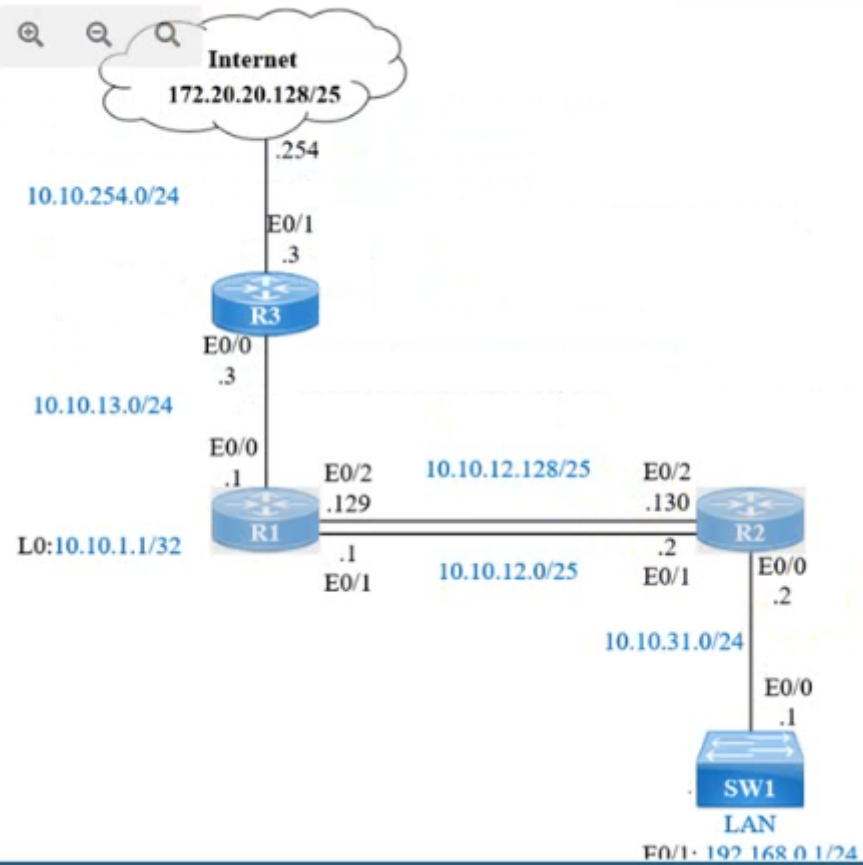 Internet
172.20.20.128/25
.254
10.10.254.0/24
E0/1
.3
R3
E0/0
.3
10.10.13.0/24
E0/0
.1
E0/2
.129
10.10.12.128/25
E0/2
.130
R1
R2
L0:10.10.1.1/32
.1
E0/1
10.10.12.0/25
.2
E0/1
E0/0
.2
10.10.31.0/24
E0/0
.1
SW1
LAN
E0/1: 192.168.0.1/24